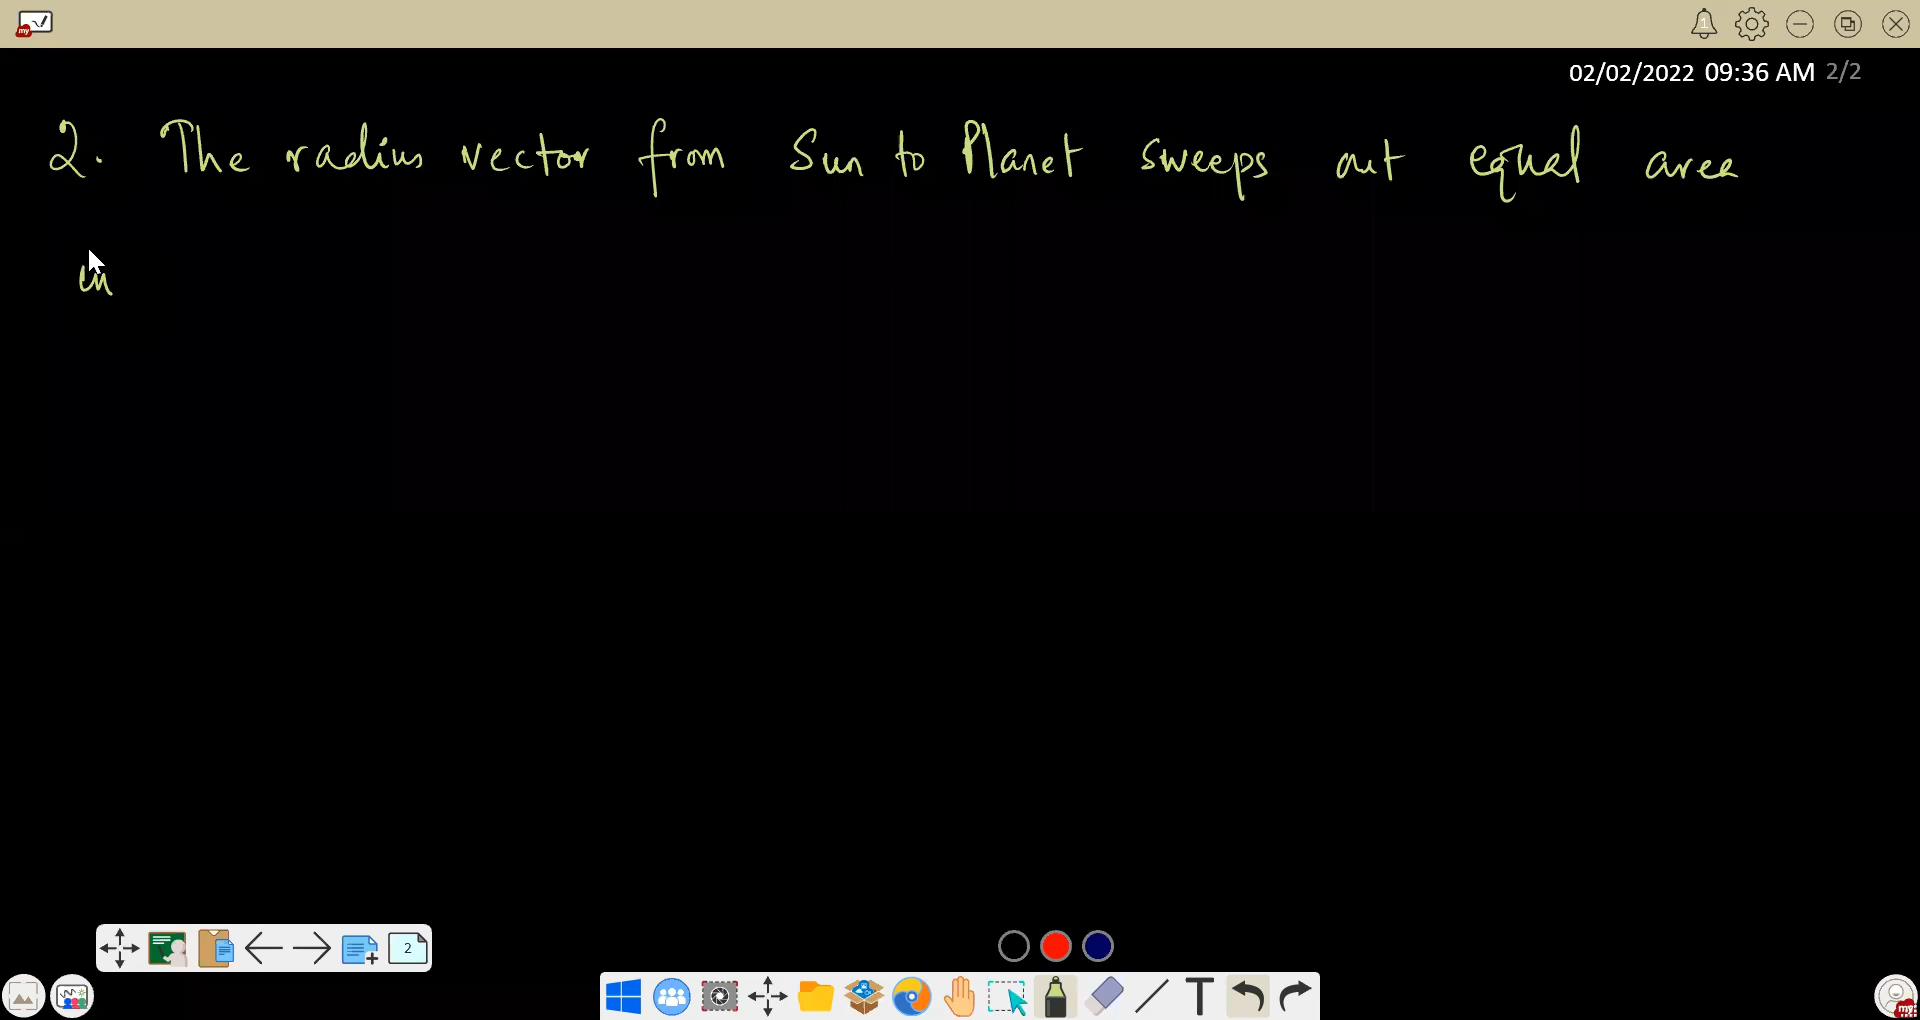 02/02/2022 09:36 AM 2/2
2. The radius vector from Sun to Planet sweeps out equal area
in
2